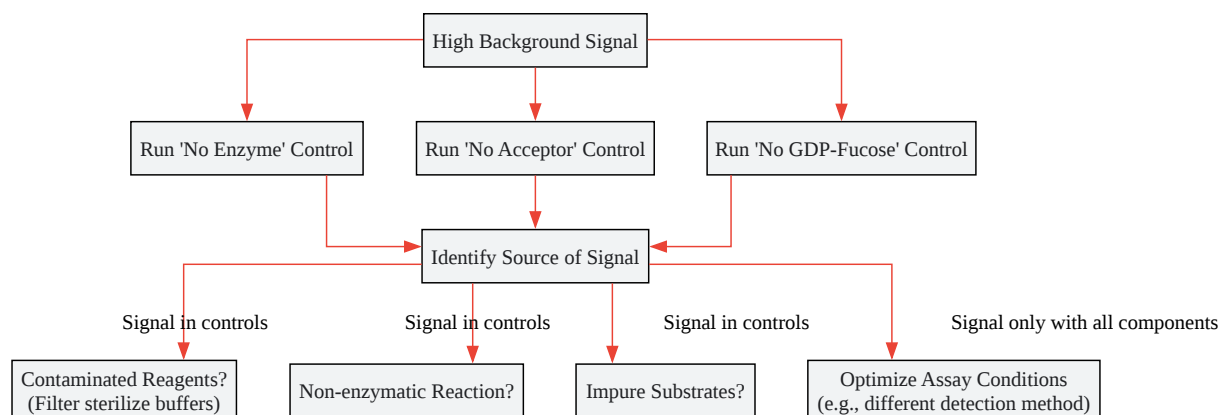 High Background Signal
Run 'No Enzyme' Control
Run 'No Acceptor' Control
Run 'No GDP-Fucose' Control
Identify Source of Signal
Signal in controls
Signal in controls
Signal in controls
Signal only with all components
Contaminated Reagents?
(Filter sterilize buffers)
Non-enzymatic Reaction?
Impure Substrates?
Optimize Assay Conditions
(e.g., different detection method)